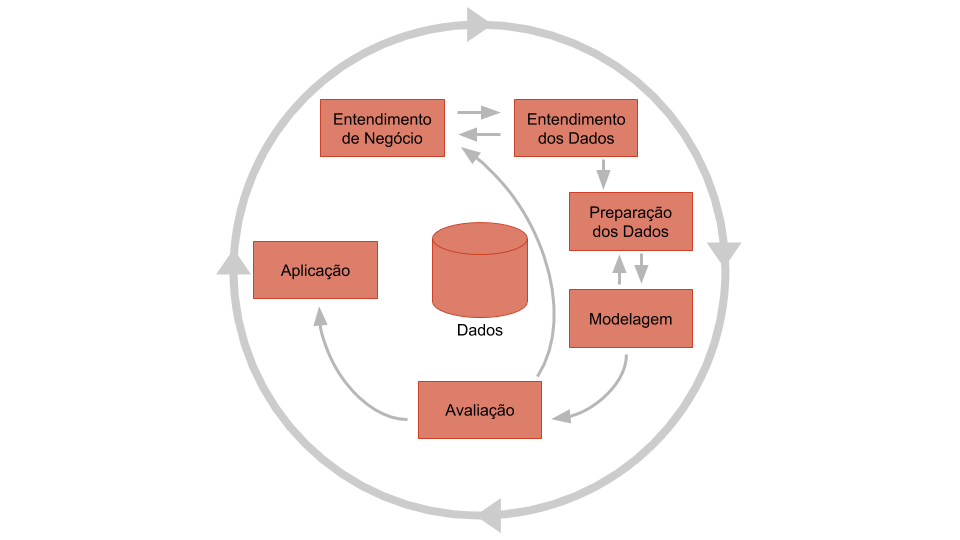 Entendimento
de Negócio
Entendimento
dos Dados
Preparação
dos Dados
Aplicação
Modelagem
Dados
Avaliação